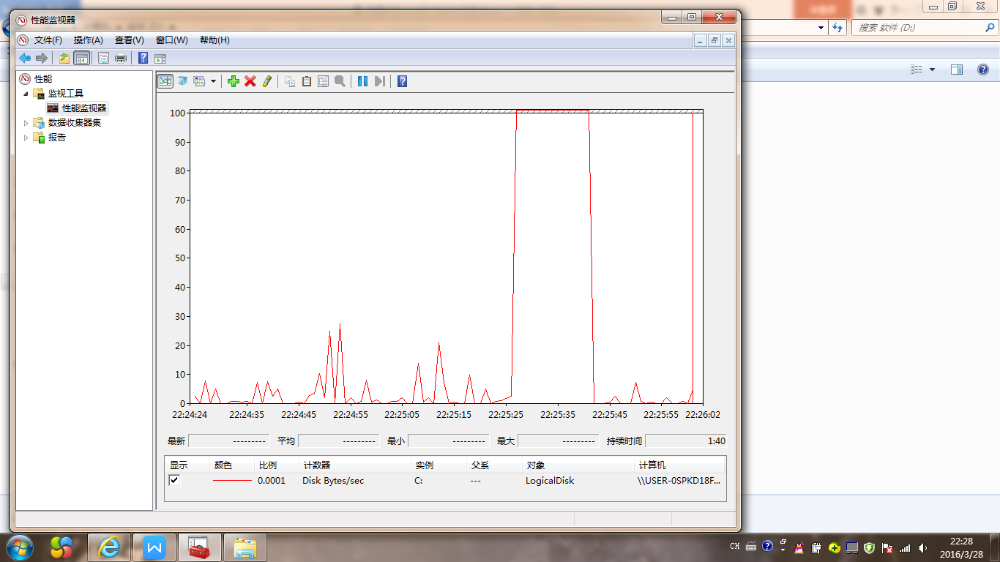 性能监视器
搜索 软件 (D:)
文件(F) 操作(A) 查看(V) 窗口(W) 帮助(H)
性能
监视工具
性能监视器
数据收集器集
报告
100
90
80
70
60
50
40
30
20
10
0
22:24:24 22:24:35 22:24:45 22:24:55 22:25:05 22:25:15 22:25:25 22:25:35 22:25:45 22:25:55 22:26:02
最新 --------- 平均 --------- 最小 --------- 最大 --------- 持续时间 1:40
显示 颜色 比例 计数器 实例 父系 对象 计算机
0.0001 Disk Bytes/sec C: --- LogicalDisk \\USER-0SPKD18F...
CH
22:28
2016/3/28